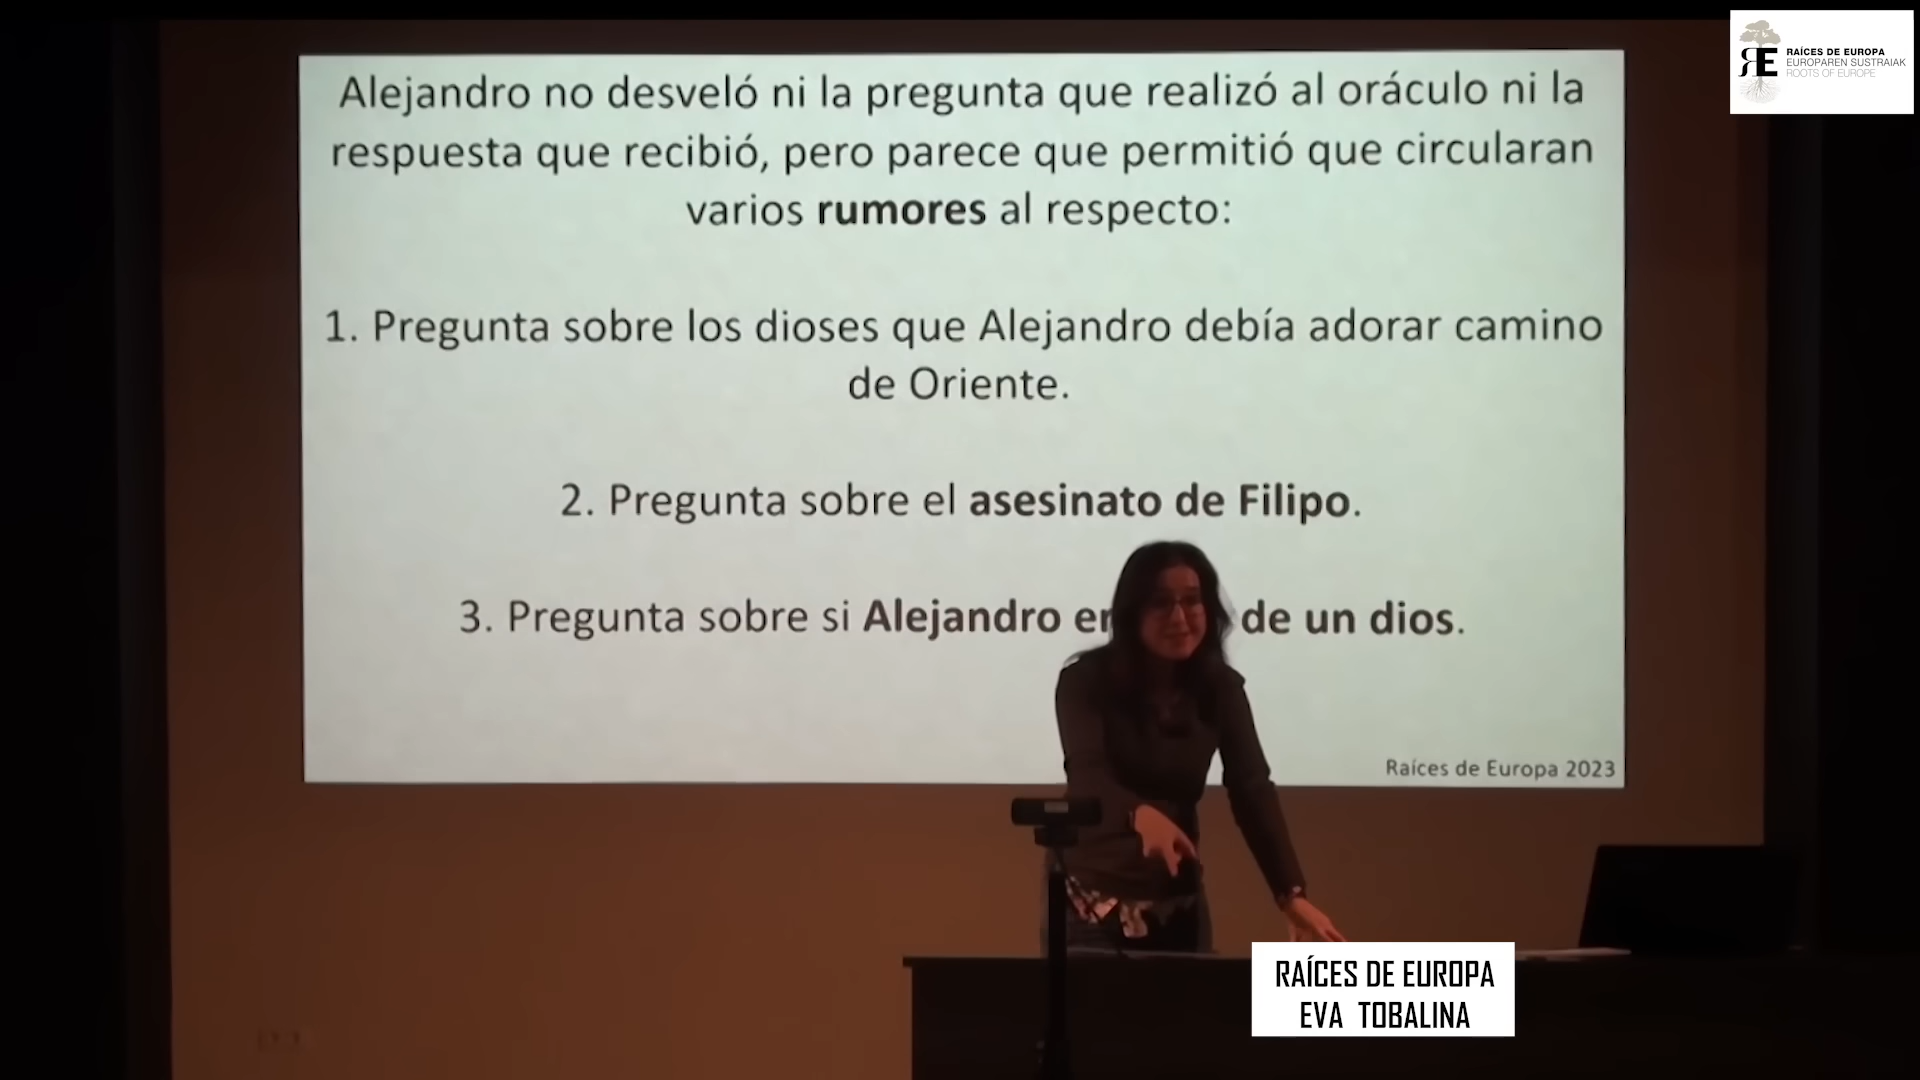 RAÍCES DE EUROPA
EUROPAREN SUSTRAIAK
ROOTS OF EUROPE
Alejandro no desveló ni la pregunta que realizó al oráculo ni la
respuesta que recibió, pero parece que permitió que circularan
varios rumores al respecto:
1. Pregunta sobre los dioses que Alejandro debía adorar camino
de Oriente.
2. Pregunta sobre el asesinato de Filipo.
3. Pregunta sobre si Alejandro de un dios.
Raíces de Europa 2023
RAÍCES DE EUROPA
EVA TOBALINA